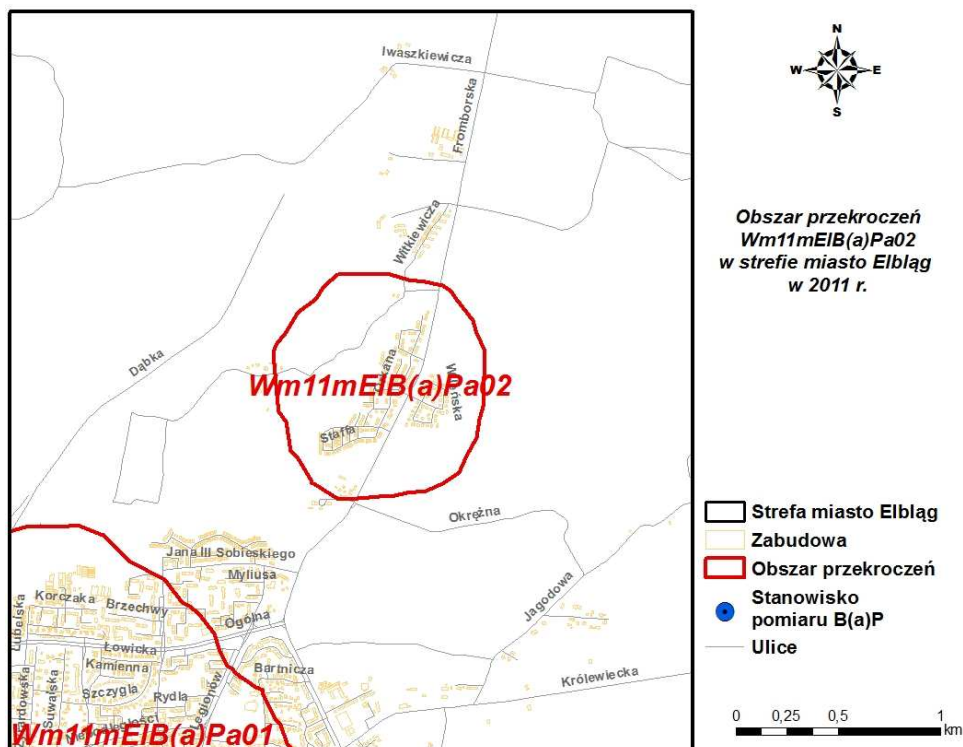 Iwaszkiewicza
Fromborska
Witkiewicza
Dąbka
Wm11mElB(a)Pa02
Staffa
Okrężna
Jana III Sobieskiego
Myliusa
Korczaka
Brzechwy
Ogólna
Lubelska
Łowicka
Kamienna
Bartnicza
Jagodowa
Szczygla
Rydla
Królewiecka
Suwalska
Legionów
Wm11mElB(a)Pa01
N
W E
S
Obszar przekroczeń
Wm11mElB(a)Pa02
w strefie miasto Elbląg
w 2011 r.
Strefa miasto Elbląg
Zabudowa
Obszar przekroczeń
Stanowisko
pomiaru B(a)P
Ulice
0 0,25 0,5 1
km